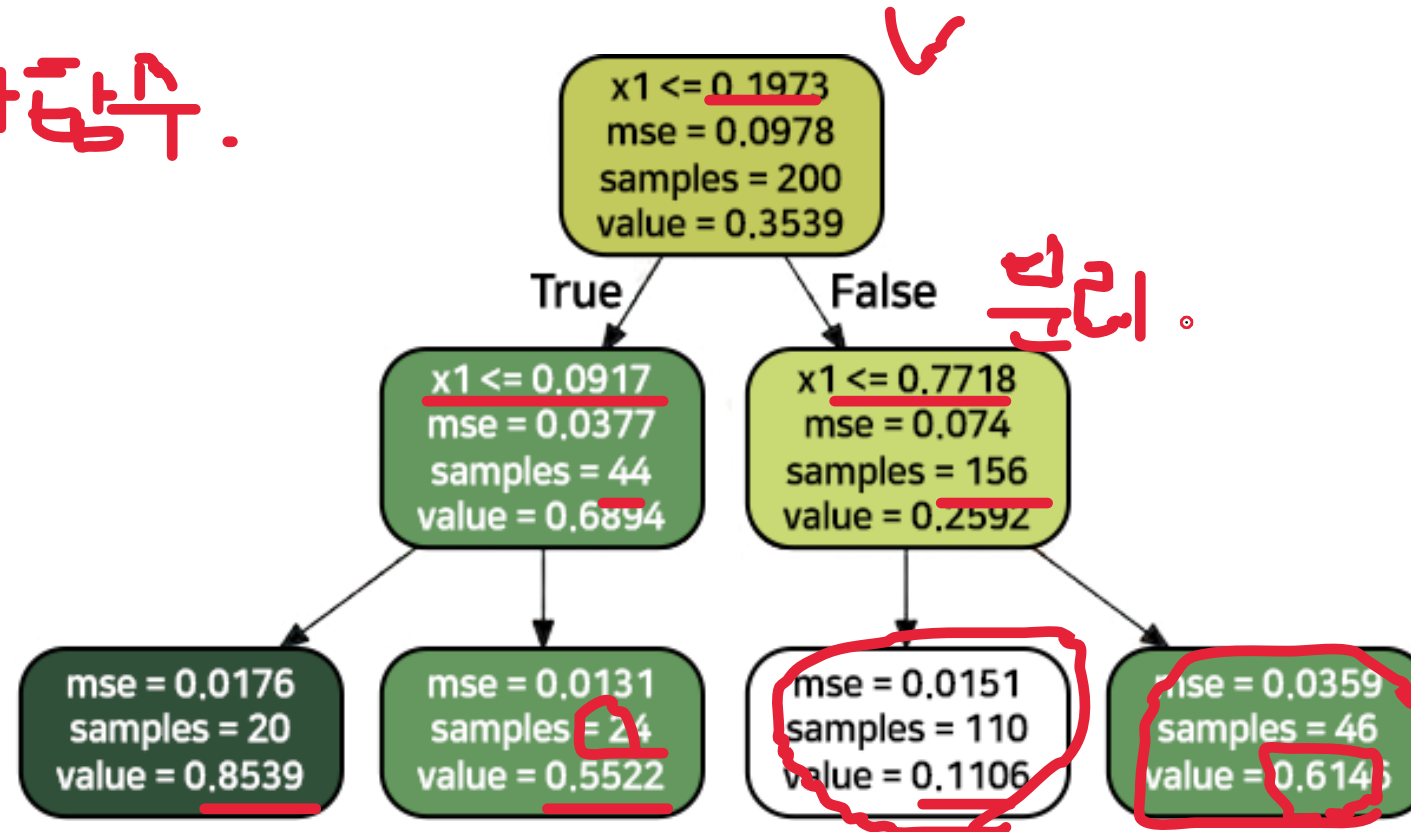 탐수.
x1 <= 0.1973
mse = 0.0978
samples = 200
value = 0.3539
True
False
분리.
x1 <= 0.0917
mse = 0.0377
samples = 44
value = 0.6894
x1 <= 0.7718
mse = 0.074
samples = 156
value = 0.2592
mse = 0.0176
samples = 20
value = 0.8539
mse = 0.0131
samples = 24
value = 0.5522
mse = 0.0151
samples = 110
value = 0.1106
mse = 0.0359
samples = 46
value = 0.6146